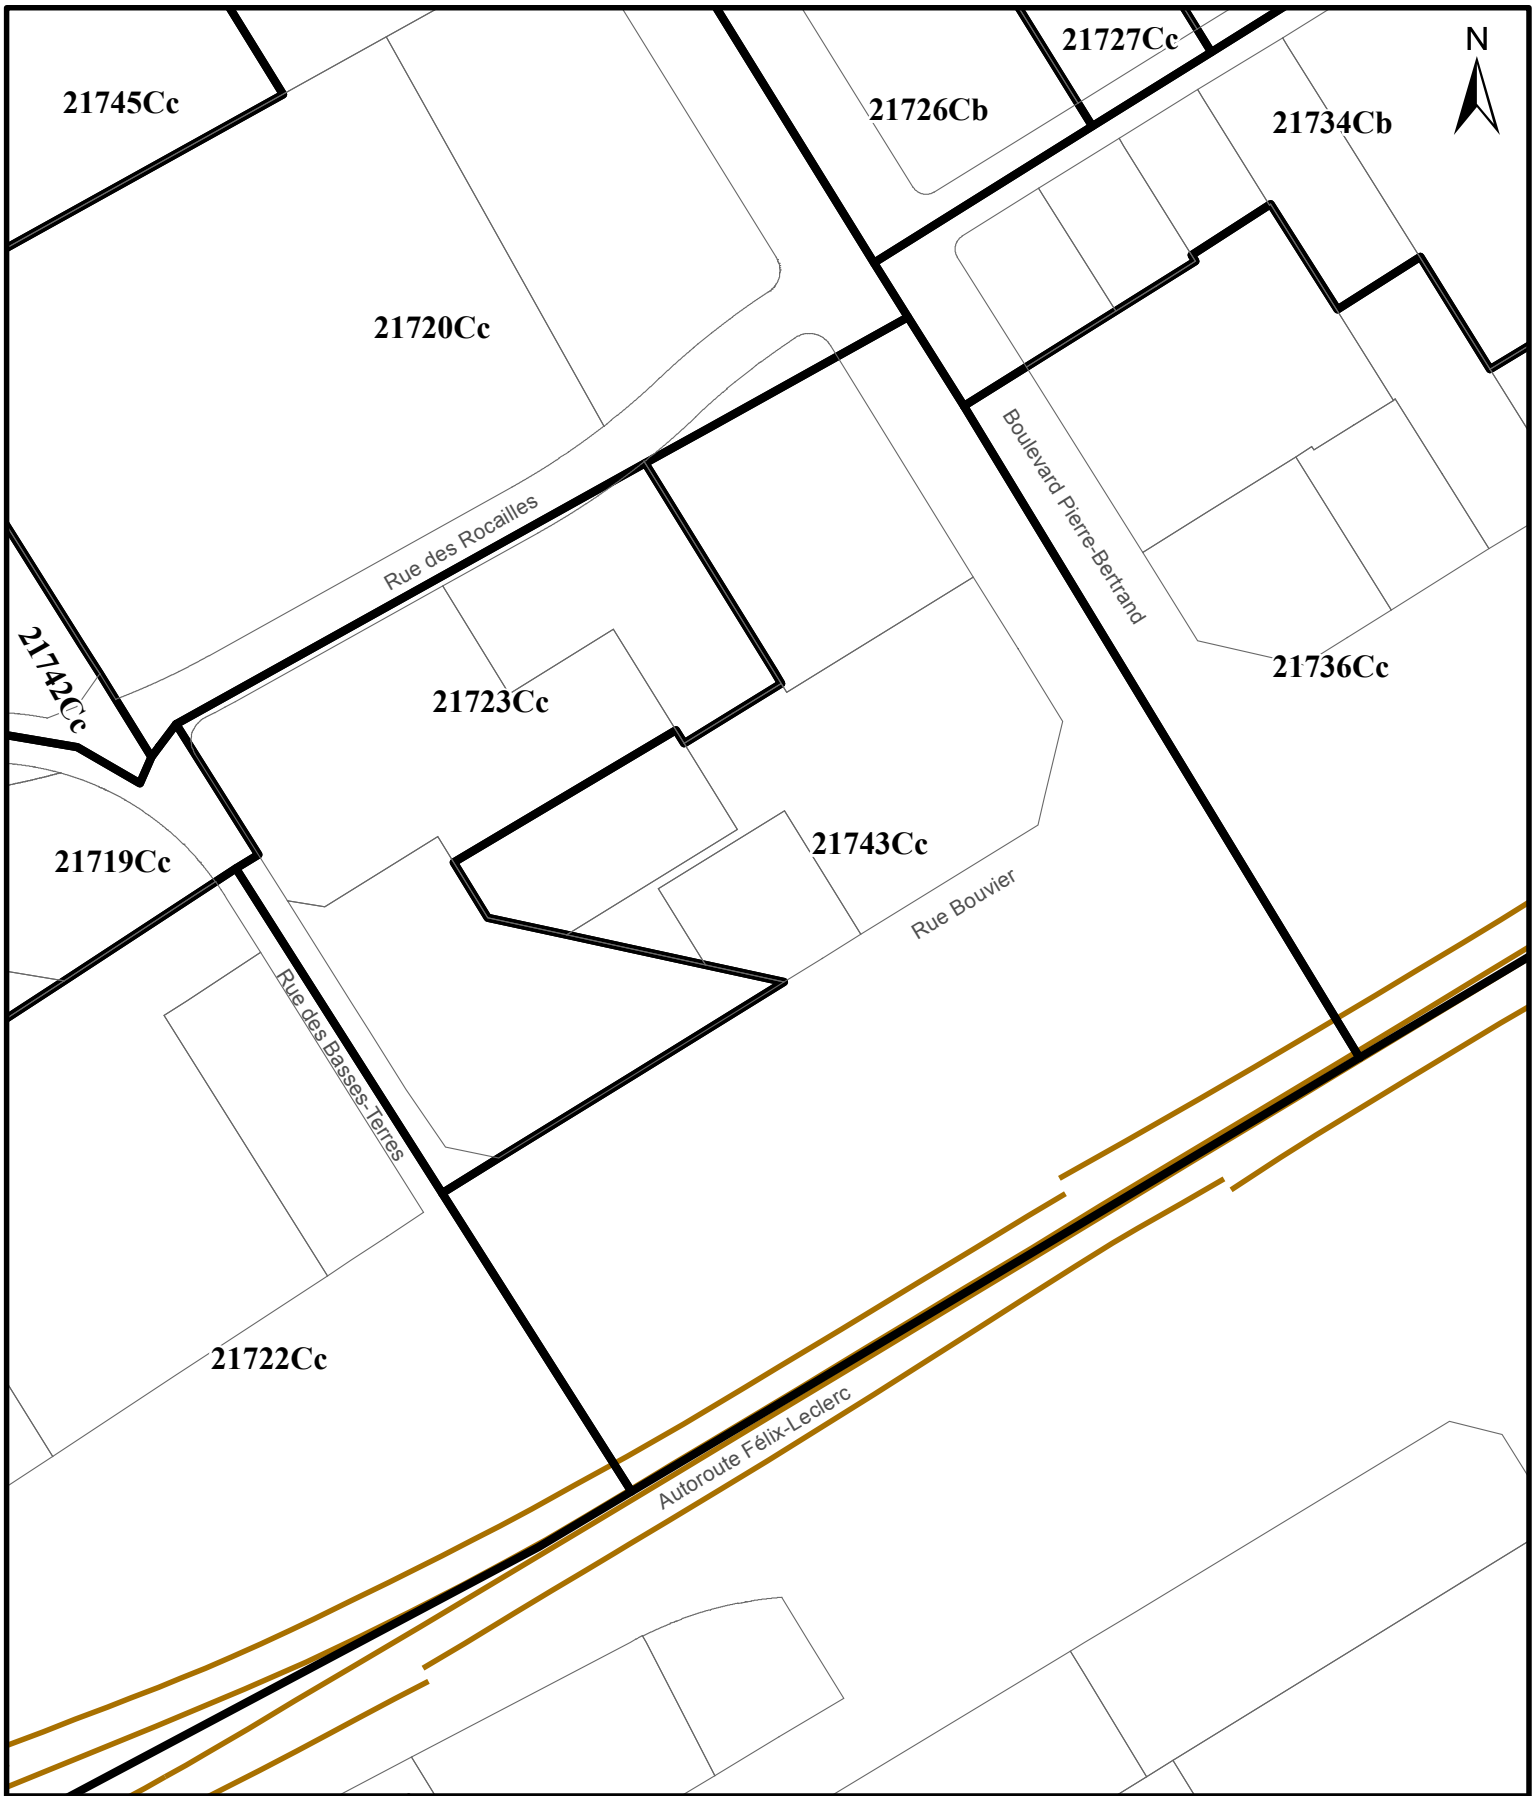 N
21727Cc
21745Cc
21726Cb
21734Cb
21720Cc
Rue des Rocailles
Boulevard Pierre-Bertrand
21742Cc
21736Cc
21723Cc
21743Cc
21719Cc
Rue Bouvier
Rue des Basses-Terres
21722Cc
Autoroute Félix-Leclerc